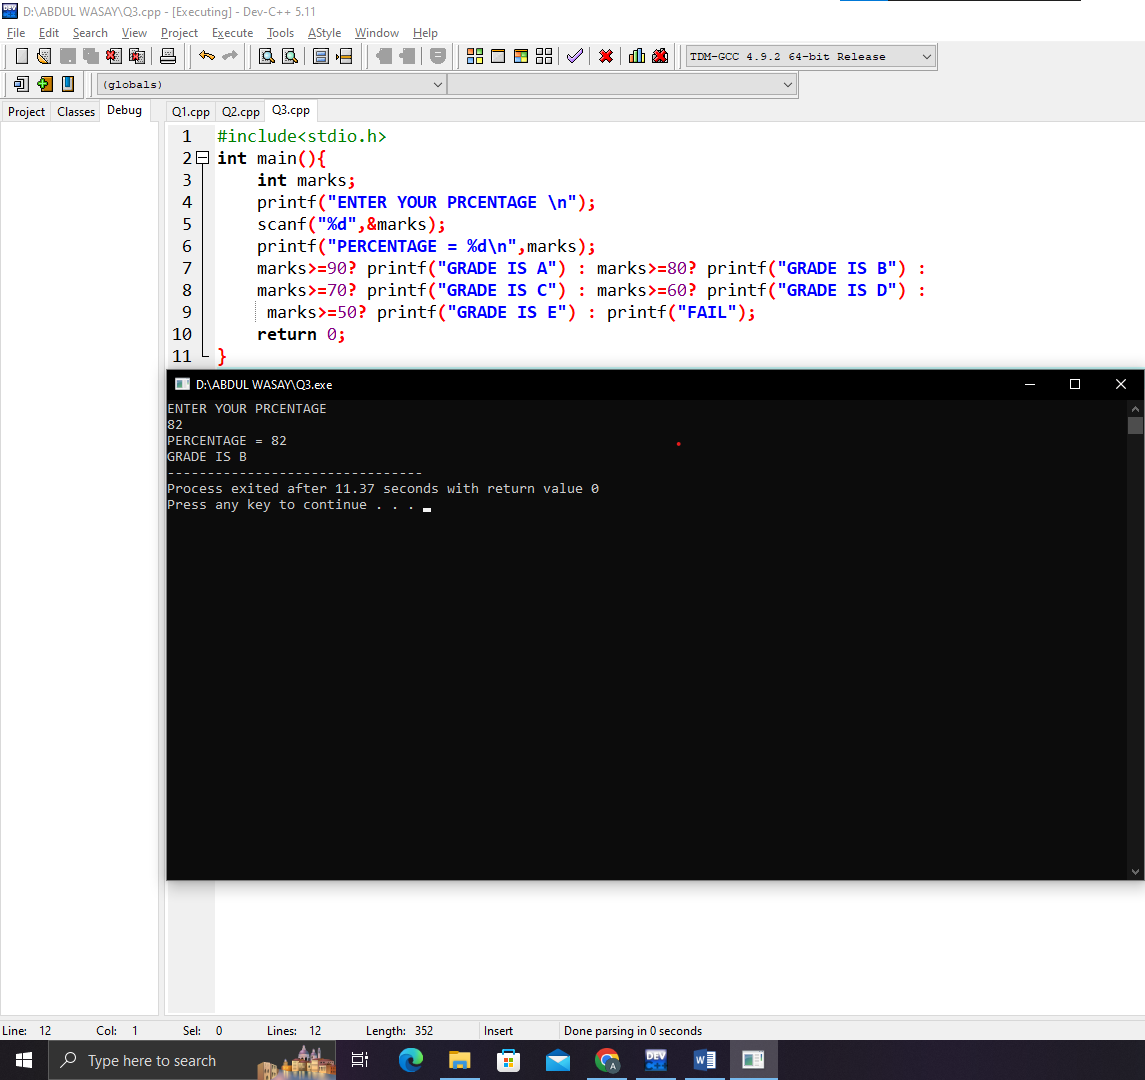 D:\ABDUL WASAY\Q3.cpp - [Executing] - Dev-C++ 5.11
File Edit Search View Project Execute Tools AStyle Window Help
TDM-GCC 4.9.2 64-bit Release
(globals)
Project Classes Debug Q1.cpp Q2.cpp Q3.cpp
1 #include<stdio.h>
2 int main(){
3 int marks;
4 printf("ENTER YOUR PRCENTAGE \n");
5 scanf("%d",&marks);
6 printf("PERCENTAGE = %d\n",marks);
7 marks>=90? printf("GRADE IS A") : marks>=80? printf("GRADE IS B") :
8 marks>=70? printf("GRADE IS C") : marks>=60? printf("GRADE IS D") :
9 marks>=50? printf("GRADE IS E") : printf("FAIL");
10 return 0;
11 }
D:\ABDUL WASAY\Q3.exe
ENTER YOUR PRCENTAGE
82
PERCENTAGE = 82
GRADE IS B
--------------------------------
Process exited after 11.37 seconds with return value 0
Press any key to continue . . .
Line: 12 Col: 1 Sel: 0 Lines: 12 Length: 352 Insert Done parsing in 0 seconds
Type here to search
A
DEV
W